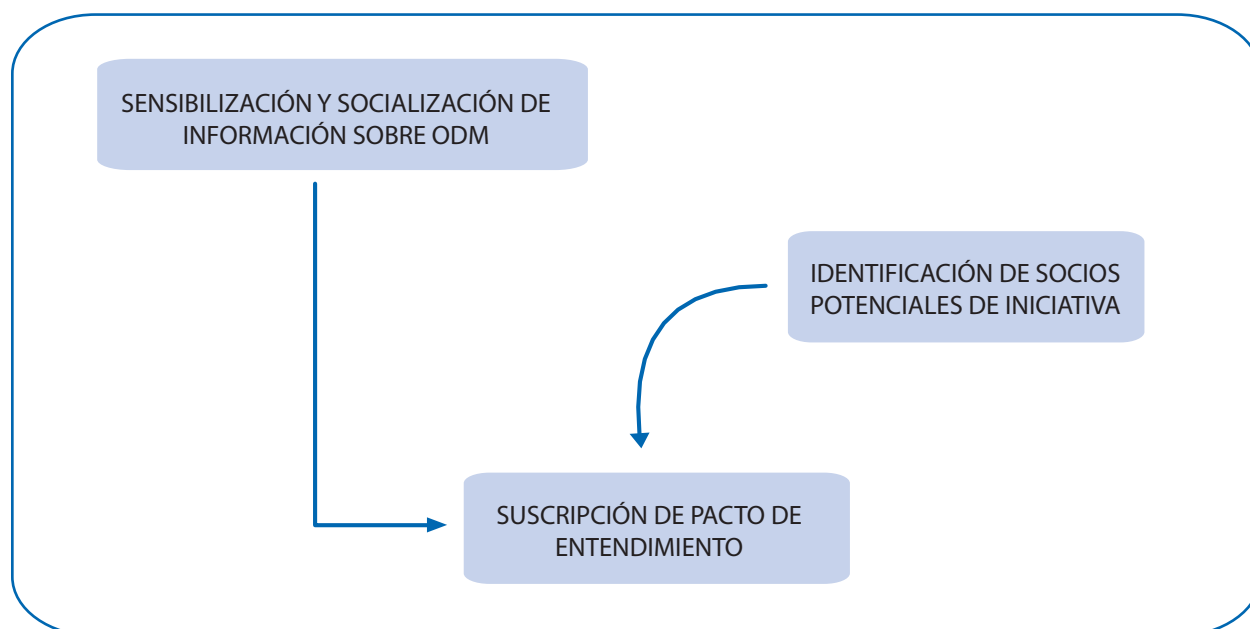 SENSIBILIZACIÓN Y SOCIALIZACIÓN DE
INFORMACIÓN SOBRE ODM
IDENTIFICACIÓN DE SOCIOS
POTENCIALES DE INICIATIVA
SUSCRIPCIÓN DE PACTO DE
ENTENDIMIENTO